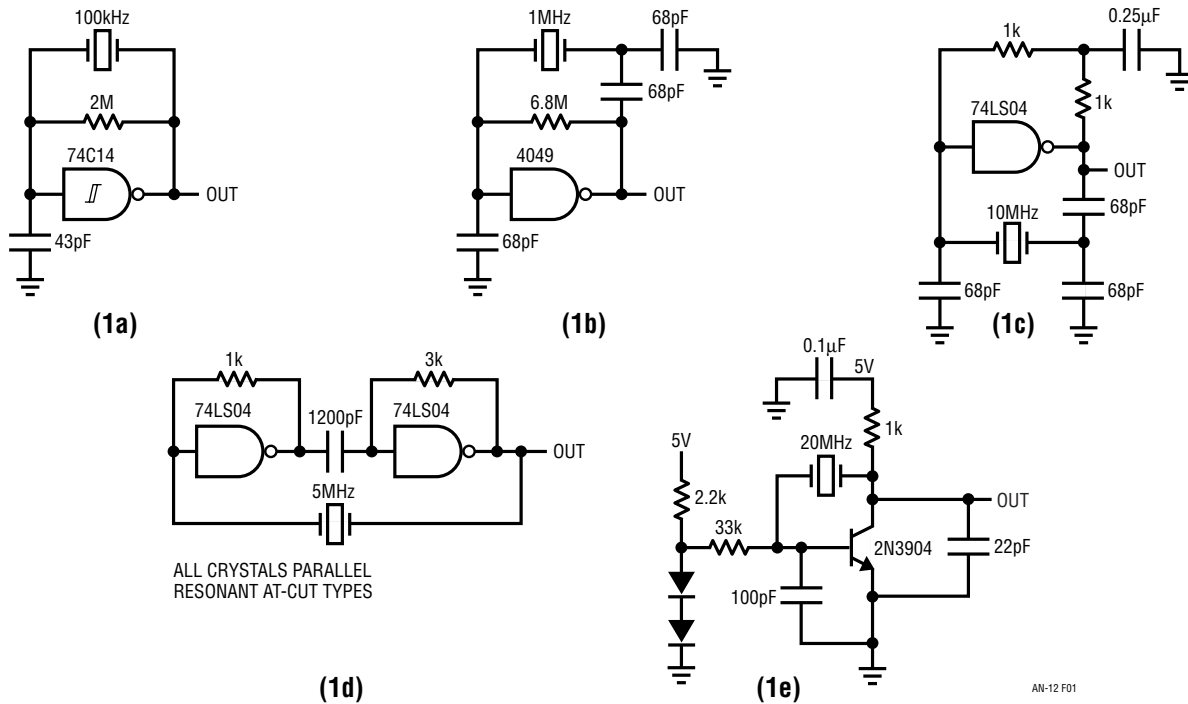 100kHz
2M
74C14
OUT
43pF
(1a)
1MHz
68pF
68pF
6.8M
4049
OUT
68pF
(1b)
1k
0.25µF
1k
74LS04
OUT
68pF
10MHz
68pF
68pF
(1c)
1k
3k
74LS04
1200pF
74LS04
OUT
5MHz
ALL CRYSTALS PARALLEL
RESONANT AT-CUT TYPES
(1d)
0.1µF
5V
1k
20MHz
5V
2.2k
33k
OUT
2N3904
22pF
100pF
(1e)
AN-12 F01